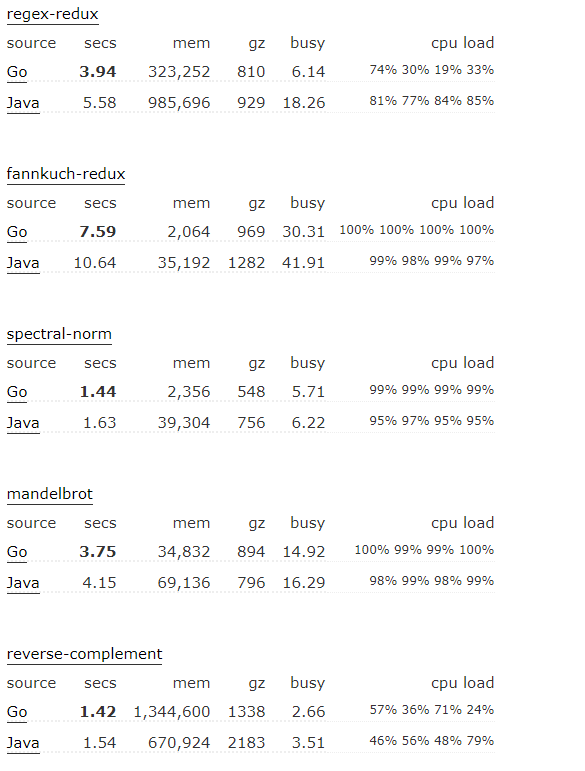 regex-redux
source secs mem gz busy cpu load
Go 3.94 323,252 810 6.14 74% 30% 19% 33%
Java 5.58 985,696 929 18.26 81% 77% 84% 85%
fannkuch-redux
source secs mem gz busy cpu load
Go 7.59 2,064 969 30.31 100% 100% 100% 100%
Java 10.64 35,192 1282 41.91 99% 98% 99% 97%
spectral-norm
source secs mem gz busy cpu load
Go 1.44 2,356 548 5.71 99% 99% 99% 99%
Java 1.63 39,304 756 6.22 95% 97% 95% 95%
mandelbrot
source secs mem gz busy cpu load
Go 3.75 34,832 894 14.92 100% 99% 99% 100%
Java 4.15 69,136 796 16.29 98% 99% 98% 99%
reverse-complement
source secs mem gz busy cpu load
Go 1.42 1,344,600 1338 2.66 57% 36% 71% 24%
Java 1.54 670,924 2183 3.51 46% 56% 48% 79%